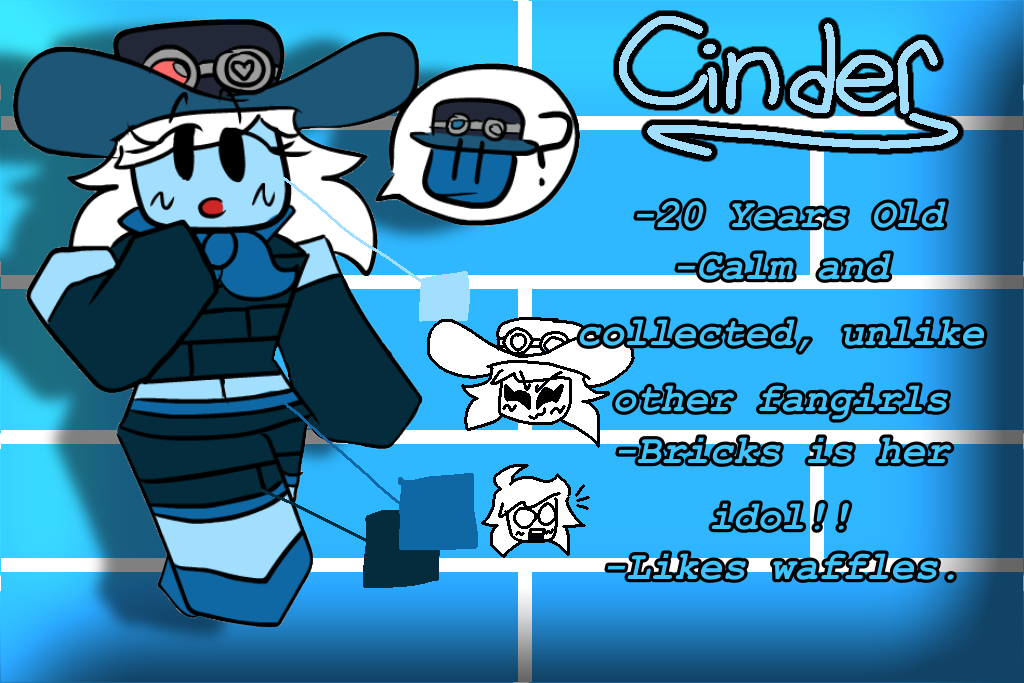 Cinder
-20 Years Old
-Calm and
collected, unlike
other fangirls
-Bricks is her
idol!!
-Likes waffles.
?